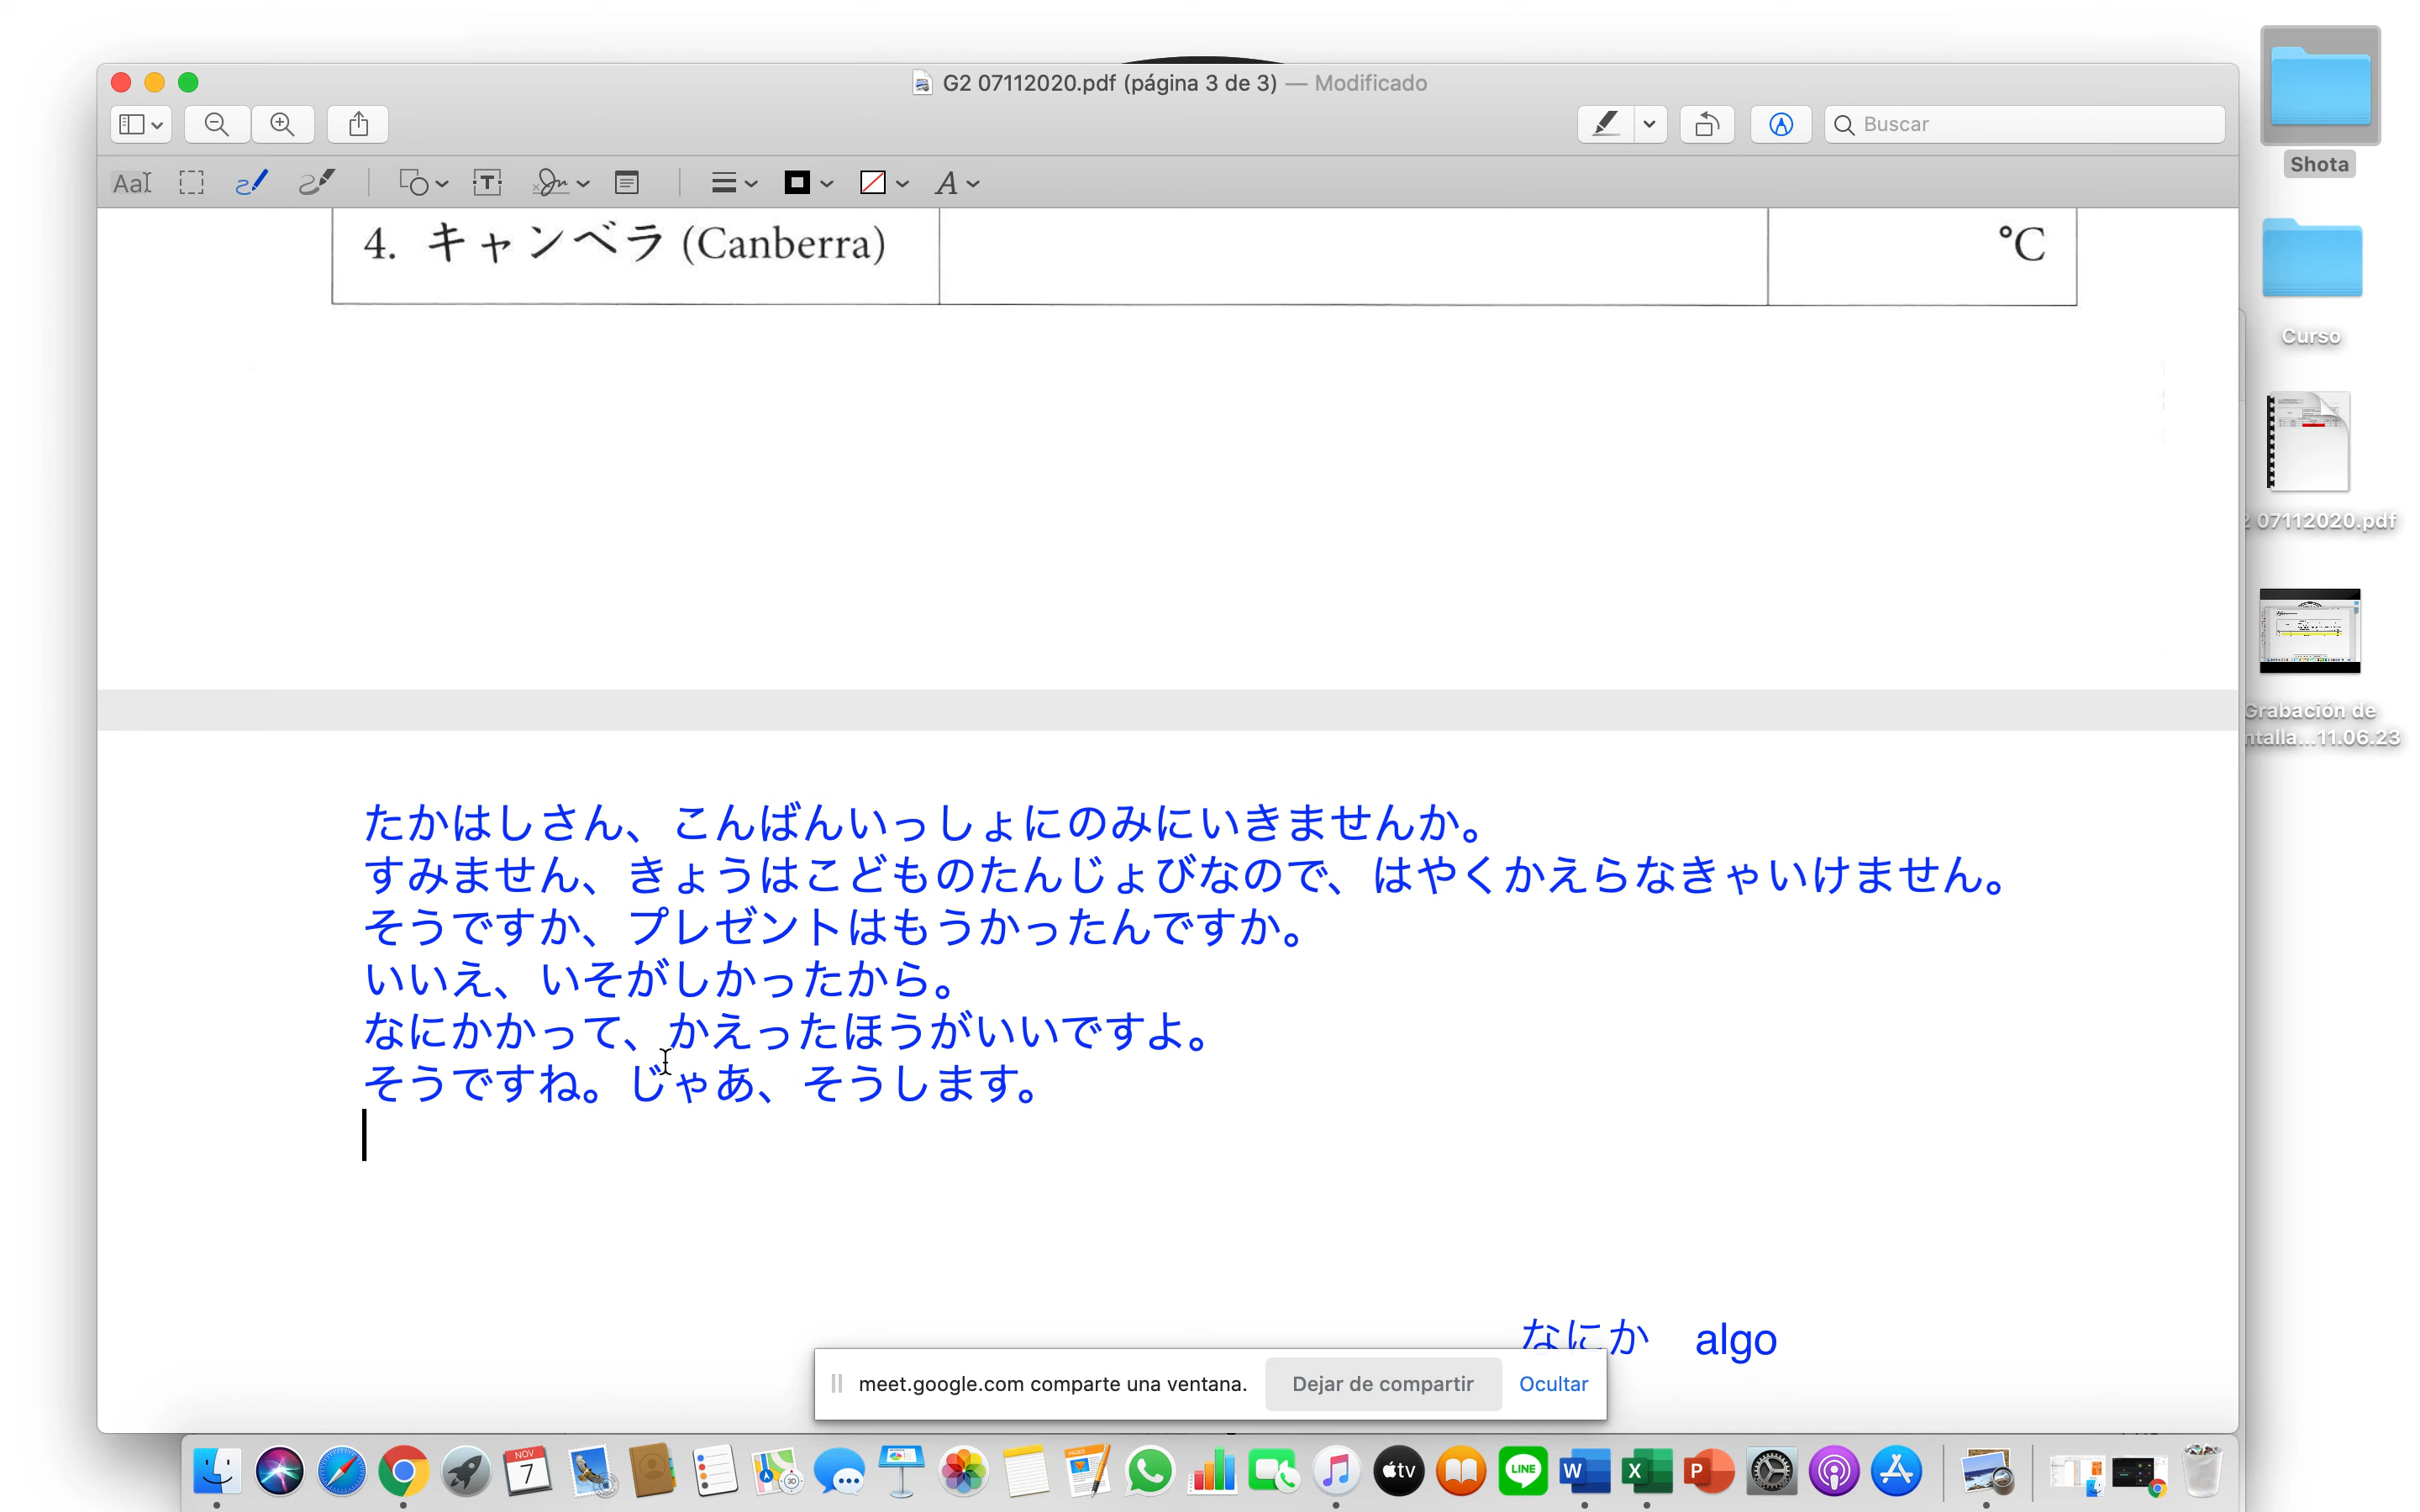 G2 07112020.pdf (página 3 de 3) — Modificado
Buscar
4. キャンベラ (Canberra)
°C
たかはしさん、こんばんいっしょにのみにいきませんか。
すみません、きょうはこどものたんじょびなので、はやくかえらなきゃいけません。
そうですか、プレゼントはもうかったんですか。
いいえ、いそがしかったから。
なにかかって、かえったほうがいいですよ。
そうですね。じゃあ、そうします。
なにか algo
meet.google.com comparte una ventana.
Dejar de compartir
Ocultar
Shota
Curso
2 07112020.pdf
Grabación de
ntalla...11.06.23
NOV
7
PAGES
3D
tv
LINE
W
X
P